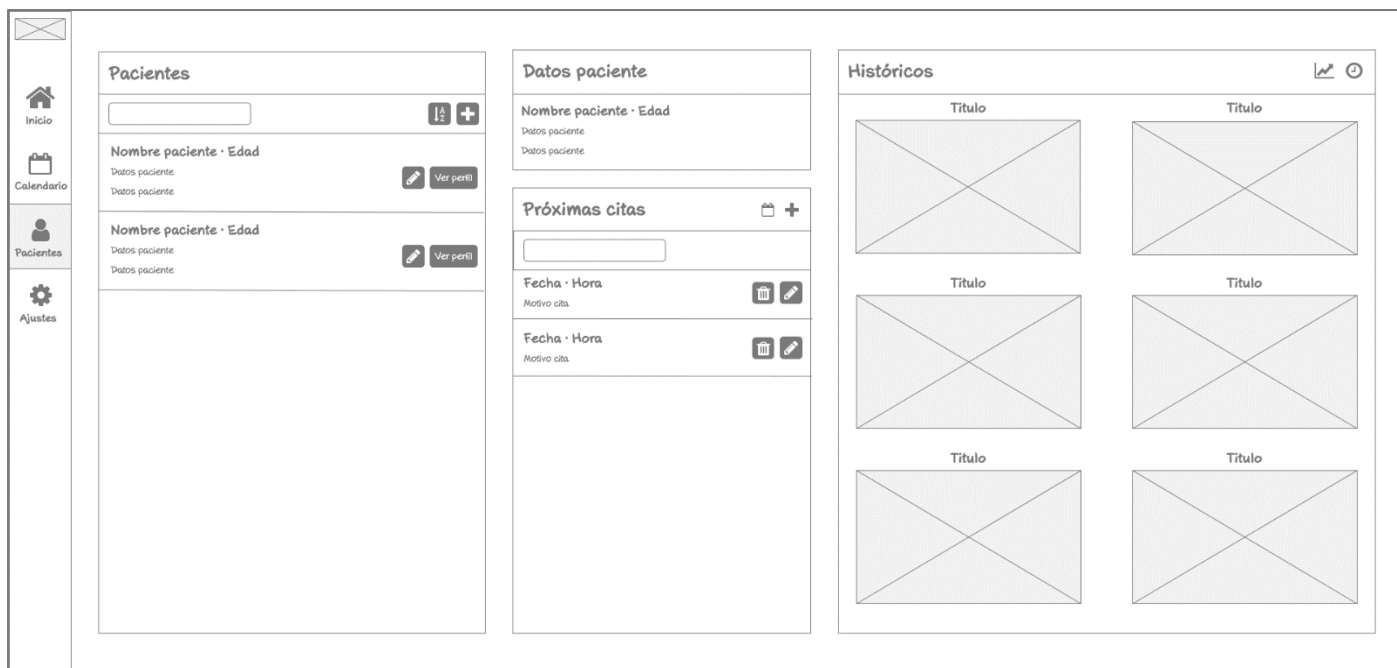 Inicio
Calendario
Pacientes
Ajustes
Pacientes
Nombre paciente · Edad
Datos paciente
Datos paciente
Ver perfil
Nombre paciente · Edad
Datos paciente
Datos paciente
Ver perfil
Datos paciente
Nombre paciente · Edad
Datos paciente
Datos paciente
Próximas citas
Fecha · Hora
Motivo cita
Fecha · Hora
Motivo cita
Históricos
Titulo
Titulo
Titulo
Titulo
Titulo
Titulo